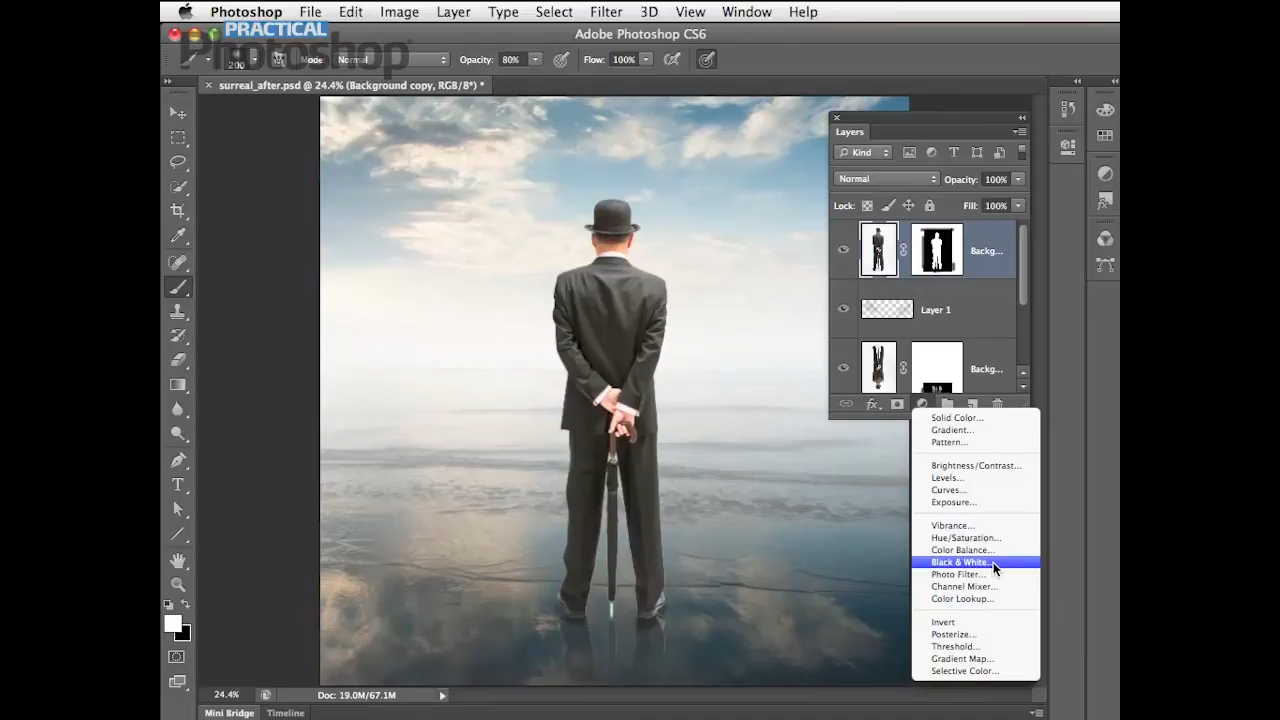 Photoshop File Edit Image Layer Type Select Filter 3D View Window Help
PRACTICAL
Photoshop
Adobe Photoshop CS6
200 Mode: Normal Opacity: 80% Flow: 100%
× surreal_after.psd @ 24.4% (Background copy, RGB/8*) *
Layers
Kind
Normal Opacity: 100%
Lock: Fill: 100%
Backg...
Layer 1
Backg...
fx
Solid Color...
Gradient...
Pattern...
Brightness/Contrast...
Levels...
Curves...
Exposure...
Vibrance...
Hue/Saturation...
Color Balance...
Black & White...
Photo Filter...
Channel Mixer...
Color Lookup...
Invert
Posterize...
Threshold...
Gradient Map...
Selective Color...
24.4% Doc: 19.0M/67.1M
Mini Bridge Timeline